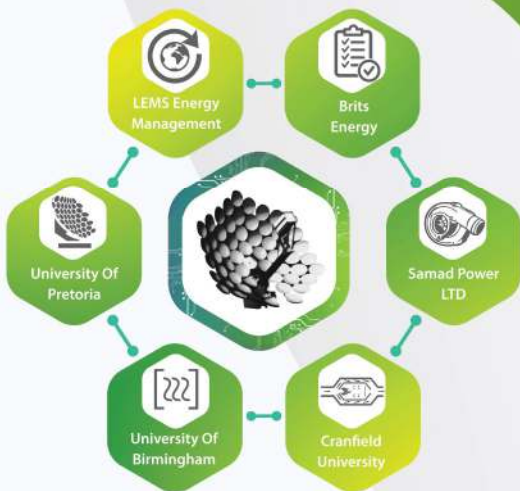 LEMS Energy
Management
Brits
Energy
University Of
Pretoria
Samad Power
LTD
University Of
Birmingham
Cranfield
University